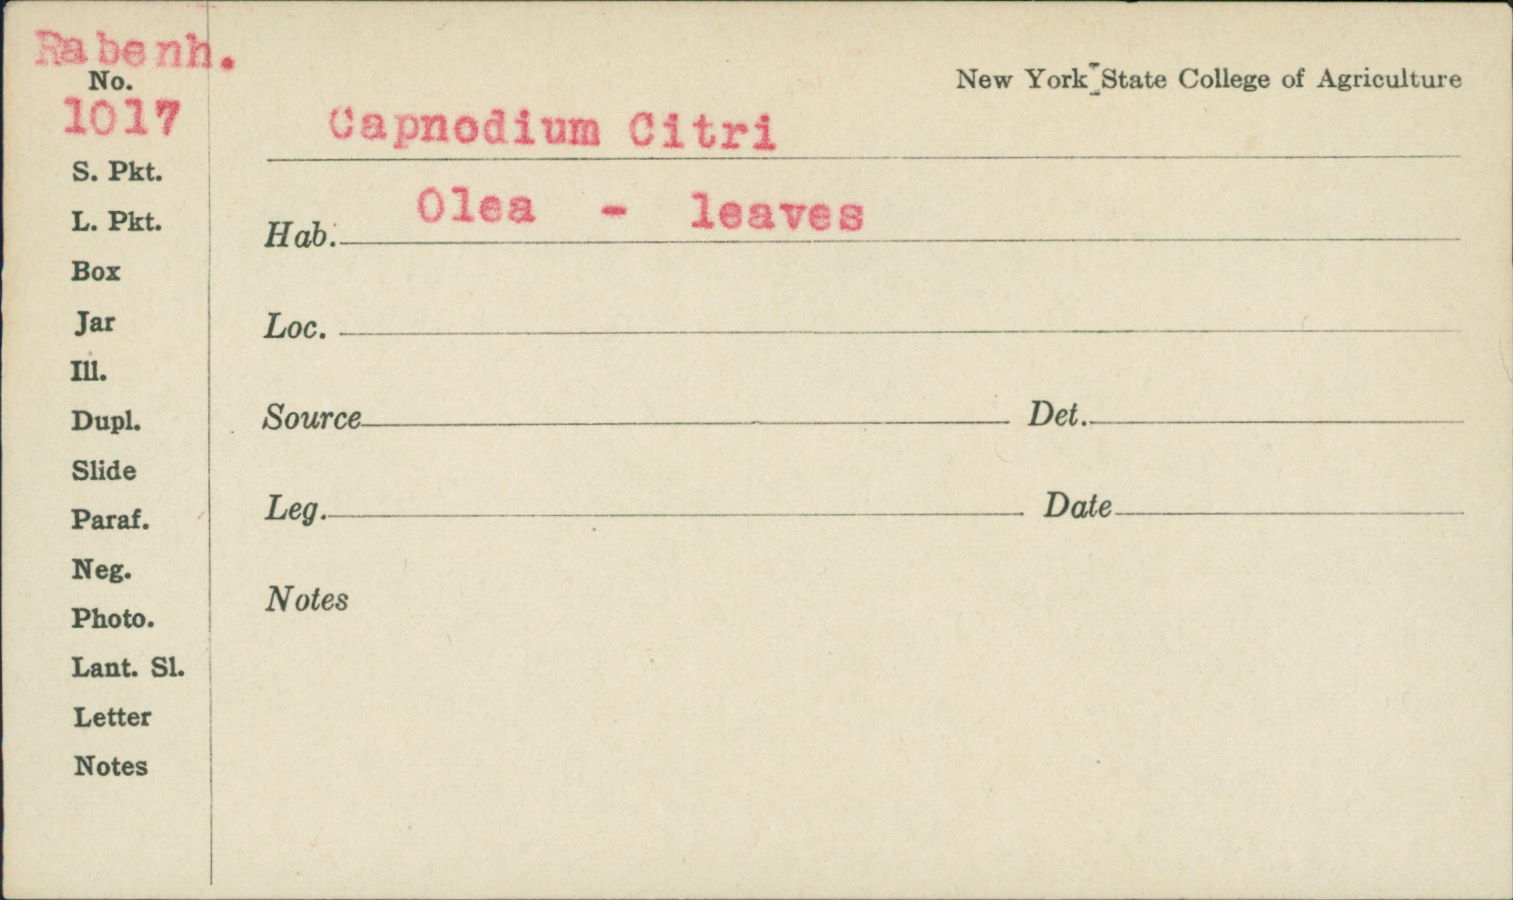 Rabenh.
No.
1017
New York State College of Agriculture
Capnodium Citri
Hab. Olea - leaves
Loc.
Source Det.
Leg. Date
Notes
S. Pkt.
L. Pkt.
Box
Jar
Ill.
Dupl.
Slide
Paraf.
Neg.
Photo.
Lant. Sl.
Letter
Notes